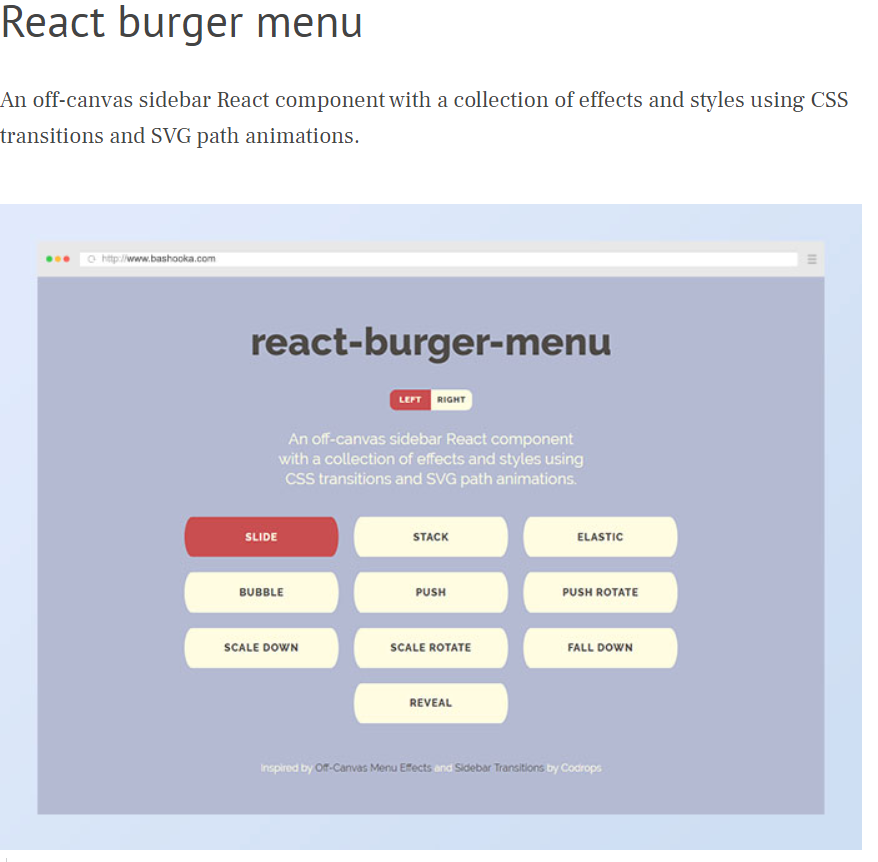 React burger menu
An off-canvas sidebar React component with a collection of effects and styles using CSS
transitions and SVG path animations.
http://www.bashooka.com
react-burger-menu
LEFT RIGHT
An off-canvas sidebar React component
with a collection of effects and styles using
CSS transitions and SVG path animations.
SLIDE STACK ELASTIC
BUBBLE PUSH PUSH ROTATE
SCALE DOWN SCALE ROTATE FALL DOWN
REVEAL
Inspired by Off-Canvas Menu Effects and Sidebar Transitions by Codrops